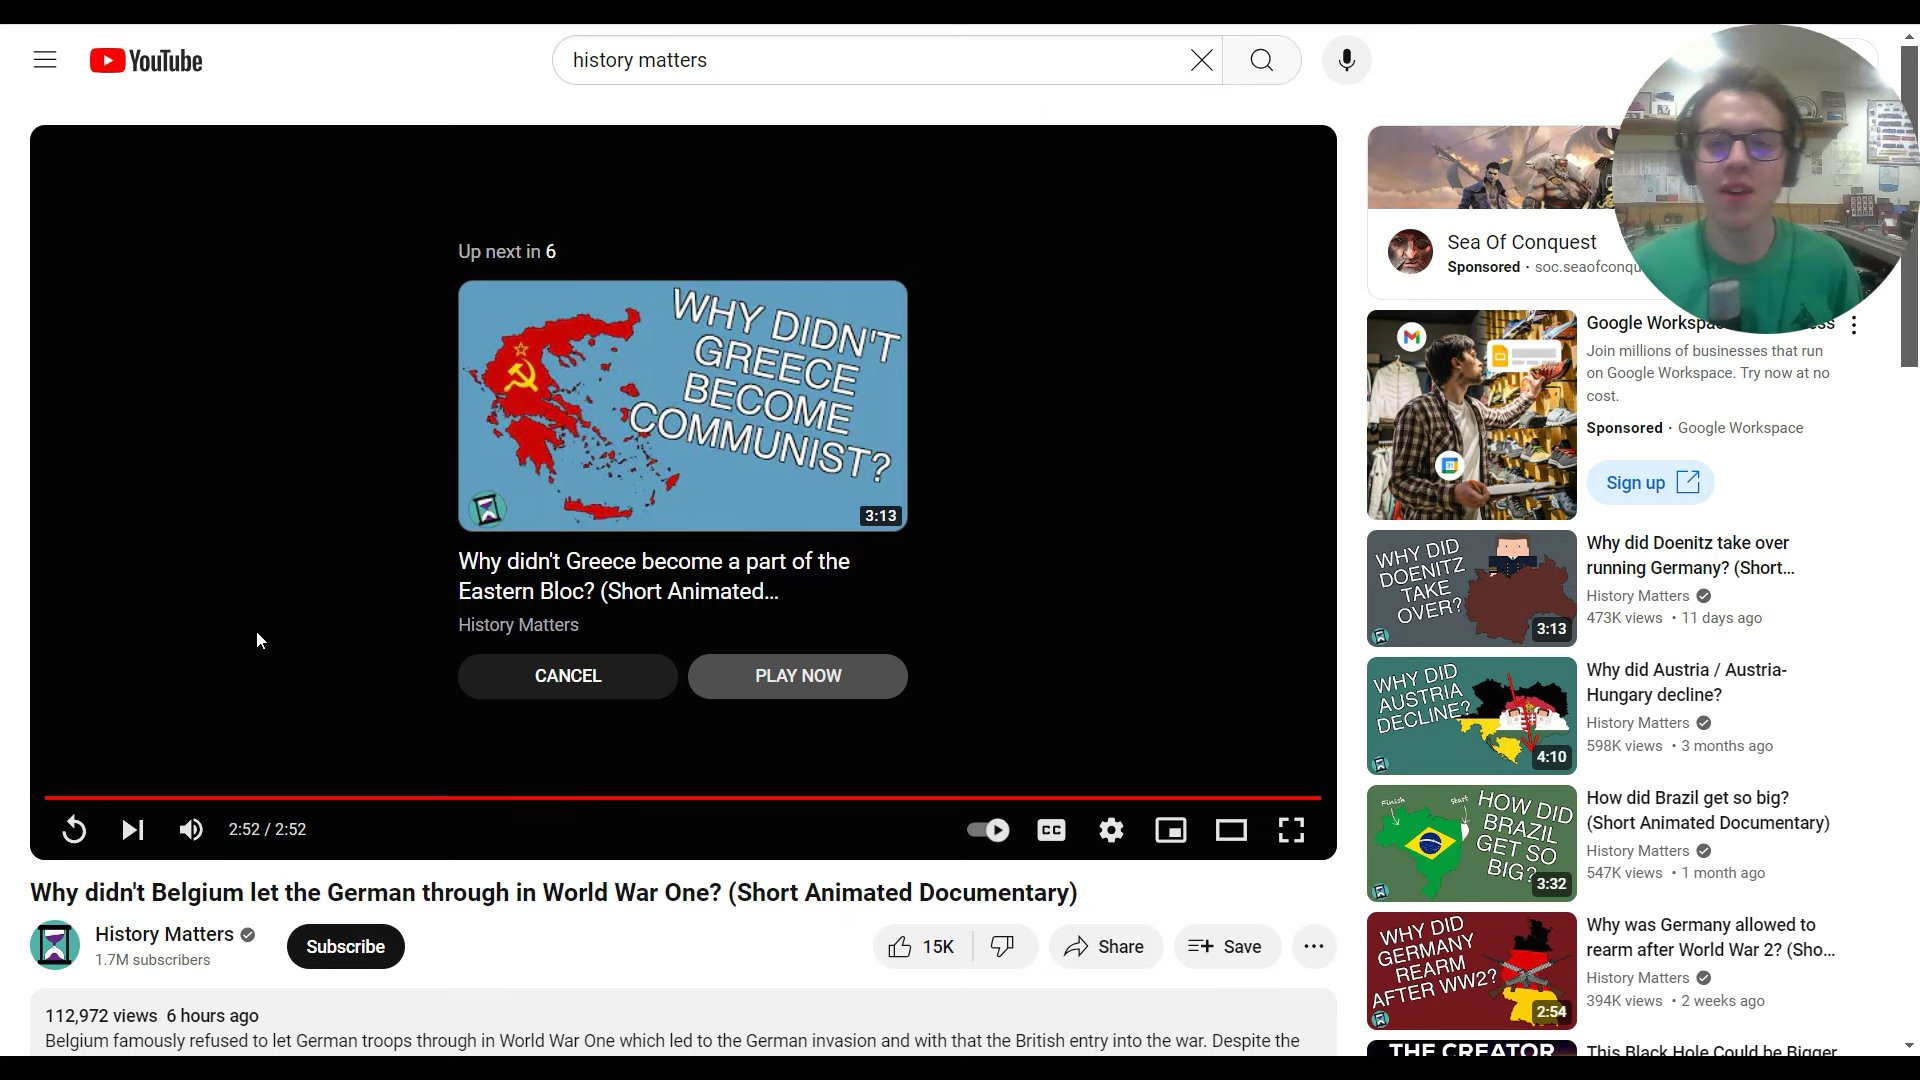 YouTube
history matters
Up next in 6
WHY DIDN'T
GREECE
BECOME
COMMUNIST?
3:13
Why didn't Greece become a part of the
Eastern Bloc? (Short Animated...
History Matters
CANCEL
PLAY NOW
2:52 / 2:52
CC
Why didn't Belgium let the German through in World War One? (Short Animated Documentary)
History Matters
1.7M subscribers
Subscribe
15K
Share
Save
112,972 views 6 hours ago
Belgium famously refused to let German troops through in World War One which led to the German invasion and with that the British entry into the war. Despite the
Sea Of Conquest
Sponsored · soc.seaofconqu
Google Workspa
Join millions of businesses that run
on Google Workspace. Try now at no
cost.
Sponsored · Google Workspace
Sign up
WHY DID
DOENITZ
TAKE
OVER?
3:13
Why did Doenitz take over
running Germany? (Short...
History Matters
473K views • 11 days ago
WHY DID
AUSTRIA
DECLINE?
4:10
Why did Austria / Austria-
Hungary decline?
History Matters
598K views • 3 months ago
Finish
Start
HOW DID
BRAZIL
GET SO
BIG?
3:32
How did Brazil get so big?
(Short Animated Documentary)
History Matters
547K views • 1 month ago
WHY DID
GERMANY
REARM
AFTER WW2?
2:54
Why was Germany allowed to
rearm after World War 2? (Sho...
History Matters
394K views • 2 weeks ago
THE CREATOR
This Black Hole Could be Bigger